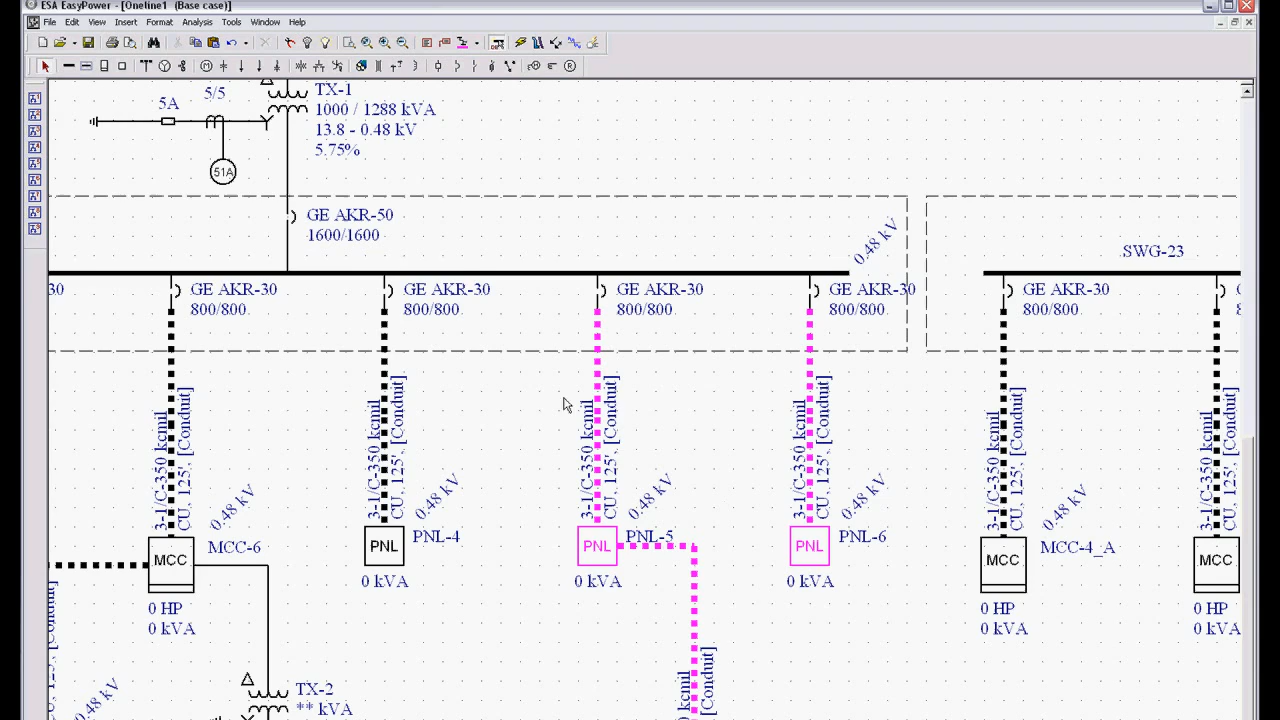 ESA EasyPower - [Oneline1 (Base case)]
File Edit View Insert Format Analysis Tools Window Help
TX-1
1000 / 1288 kVA
13.8 - 0.48 kV
5.75%
5A
5/5
51A
GE AKR-50
1600/1600
0.48 kV
SWG-23
30
GE AKR-30
800/800
GE AKR-30
800/800
GE AKR-30
800/800
GE AKR-30
800/800
GE AKR-30
800/800
3-1/C-350 kcmil
CU, 125', [Conduit]
3-1/C-350 kcmil
CU, 125', [Conduit]
3-1/C-350 kcmil
CU, 125', [Conduit]
3-1/C-350 kcmil
CU, 125', [Conduit]
3-1/C-350 kcmil
CU, 125', [Conduit]
3-1/C-350 kcmil
CU, 125', [Conduit]
0.48 kV
0.48 kV
0.48 kV
0.48 kV
0.48 kV
MCC
MCC-6
0 HP
0 kVA
PNL
PNL-4
0 kVA
PNL
PNL-5
0 kVA
PNL
PNL-6
0 kVA
MCC
MCC-4_A
0 HP
0 kVA
MCC
0 HP
0 kVA
125', [Conduit]
0.48 kV
TX-2
** kVA
0 kcmil
[Conduit]